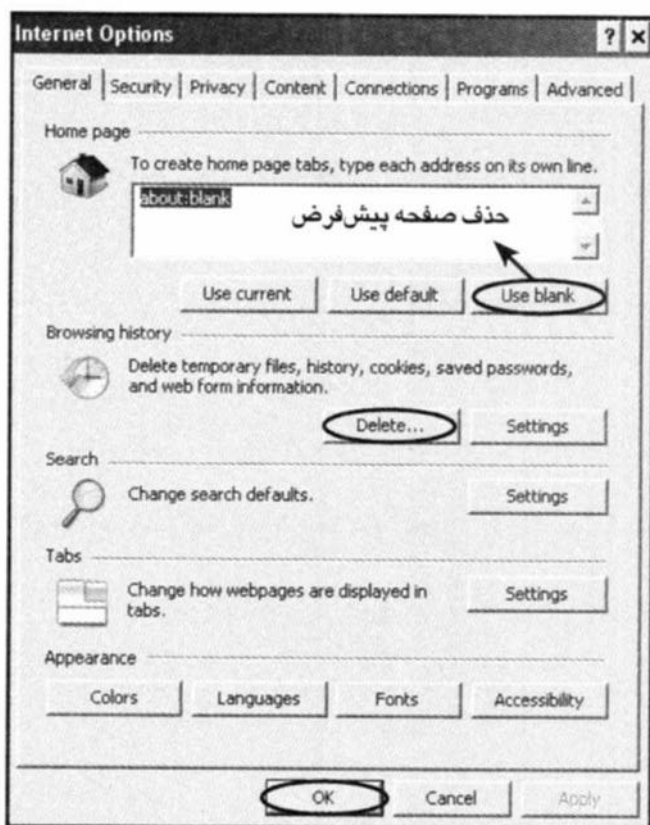 Internet Options
? ×
General Security Privacy Content Connections Programs Advanced
Home page
To create home page tabs, type each address on its own line.
about:blank
حذف صفحه پیش‌فرض
Use current Use default Use blank
Browsing history
Delete temporary files, history, cookies, saved passwords,
and web form information.
Delete... Settings
Search
Change search defaults. Settings
Tabs
Change how webpages are displayed in
tabs.
Settings
Appearance
Colors Languages Fonts Accessibility
OK Cancel Apply